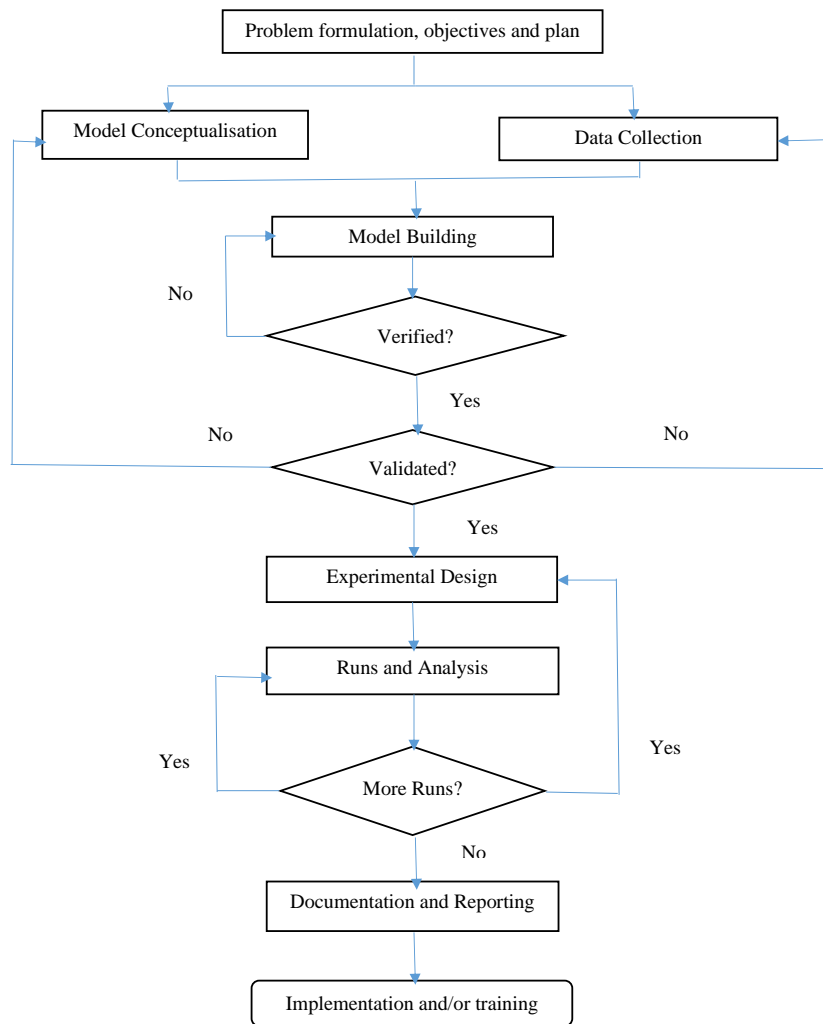 Problem formulation, objectives and plan
Model Conceptualisation
Data Collection
Model Building
No
Verified?
Yes
No
No
Validated?
Yes
Experimental Design
Runs and Analysis
Yes
Yes
More Runs?
No
Documentation and Reporting
Implementation and/or training